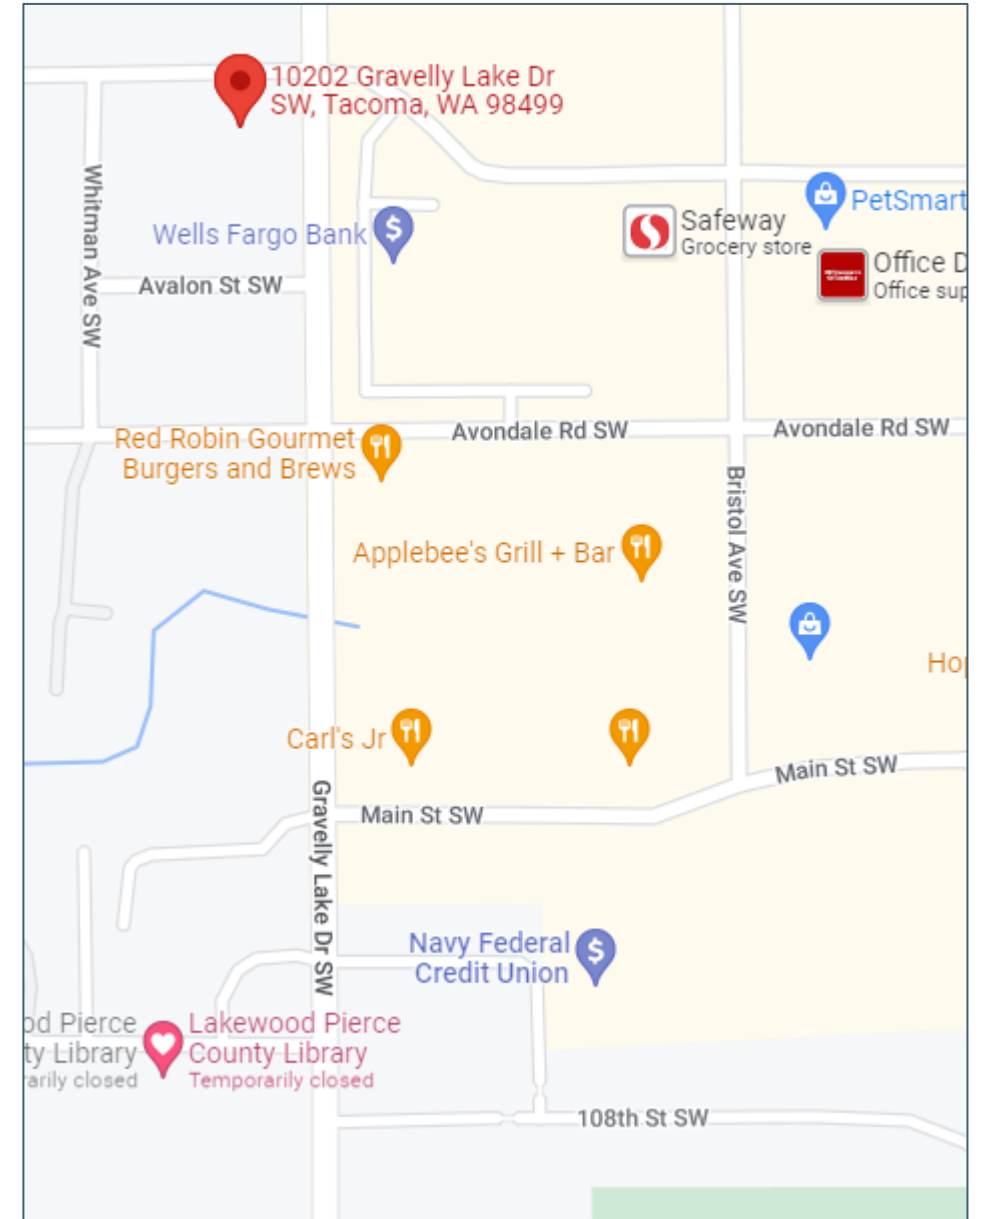 10202 Gravelly Lake Dr
SW, Tacoma, WA 98499
Whitman Ave SW
PetSmart
Safeway
Grocery store
Wells Fargo Bank
Office D
Office sup
Avalon St SW
Red Robin Gourmet
Burgers and Brews
Avondale Rd SW
Avondale Rd SW
Bristol Ave SW
Applebee's Grill + Bar
Hop
Carl's Jr
Main St SW
Main St SW
Gravelly Lake Dr SW
Navy Federal
Credit Union
od Pierce
ty Library
rarily closed
Lakewood Pierce
County Library
Temporarily closed
108th St SW